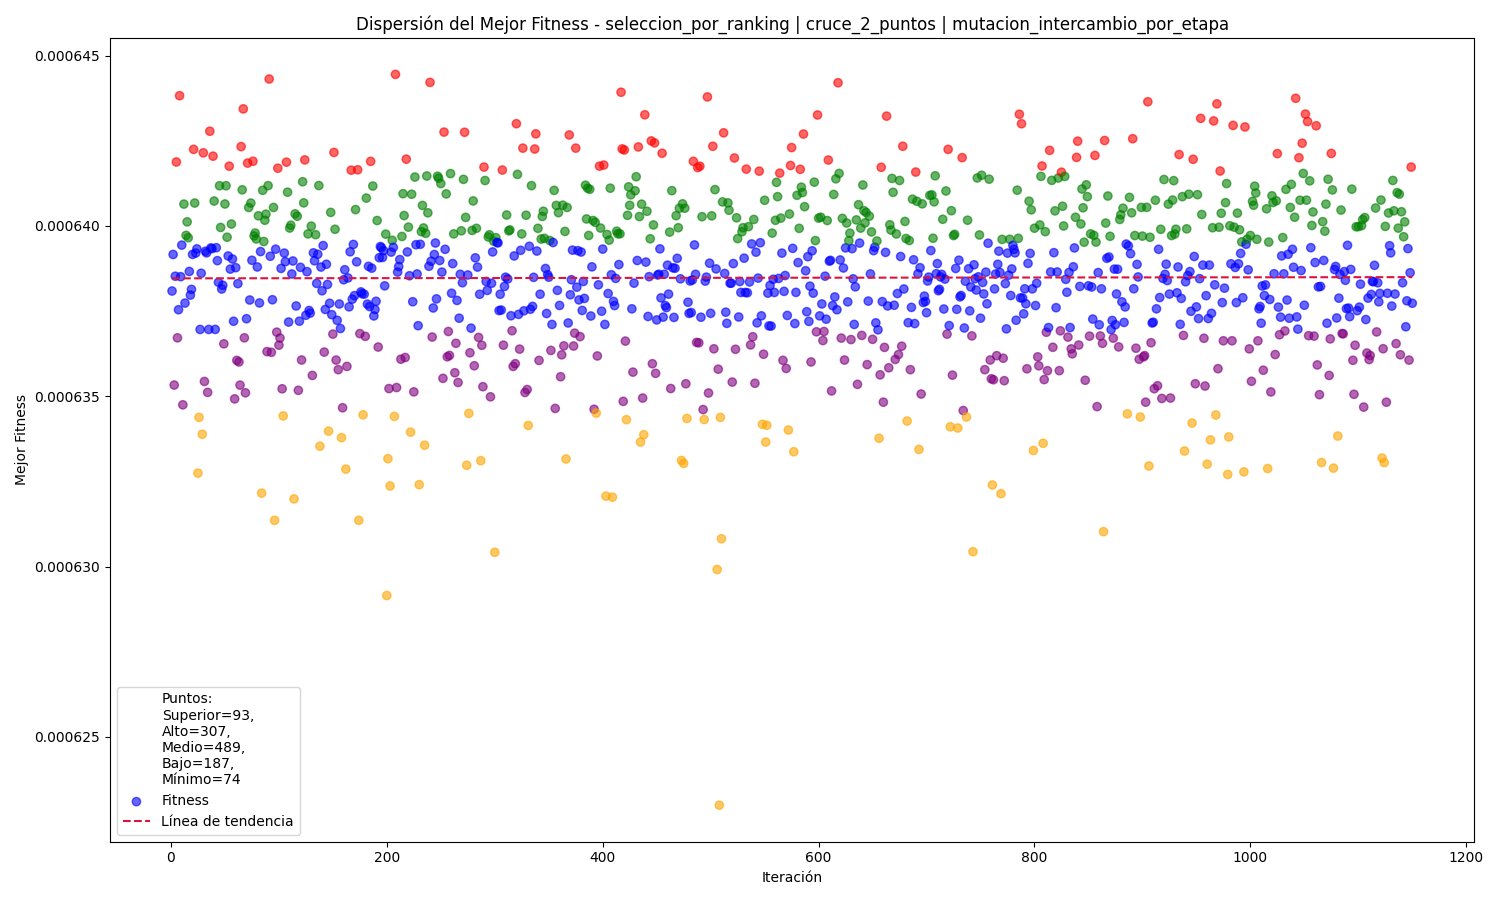 Dispersión del Mejor Fitness - seleccion_por_ranking | cruce_2_puntos | mutacion_intercambio_por_etapa
Mejor Fitness
0.000645
0.000640
0.000635
0.000630
0.000625
Puntos:
Superior=93,
Alto=307,
Medio=489,
Bajo=187,
Mínimo=74
Fitness
Línea de tendencia
0 200 400 600 800 1000 1200
Iteración